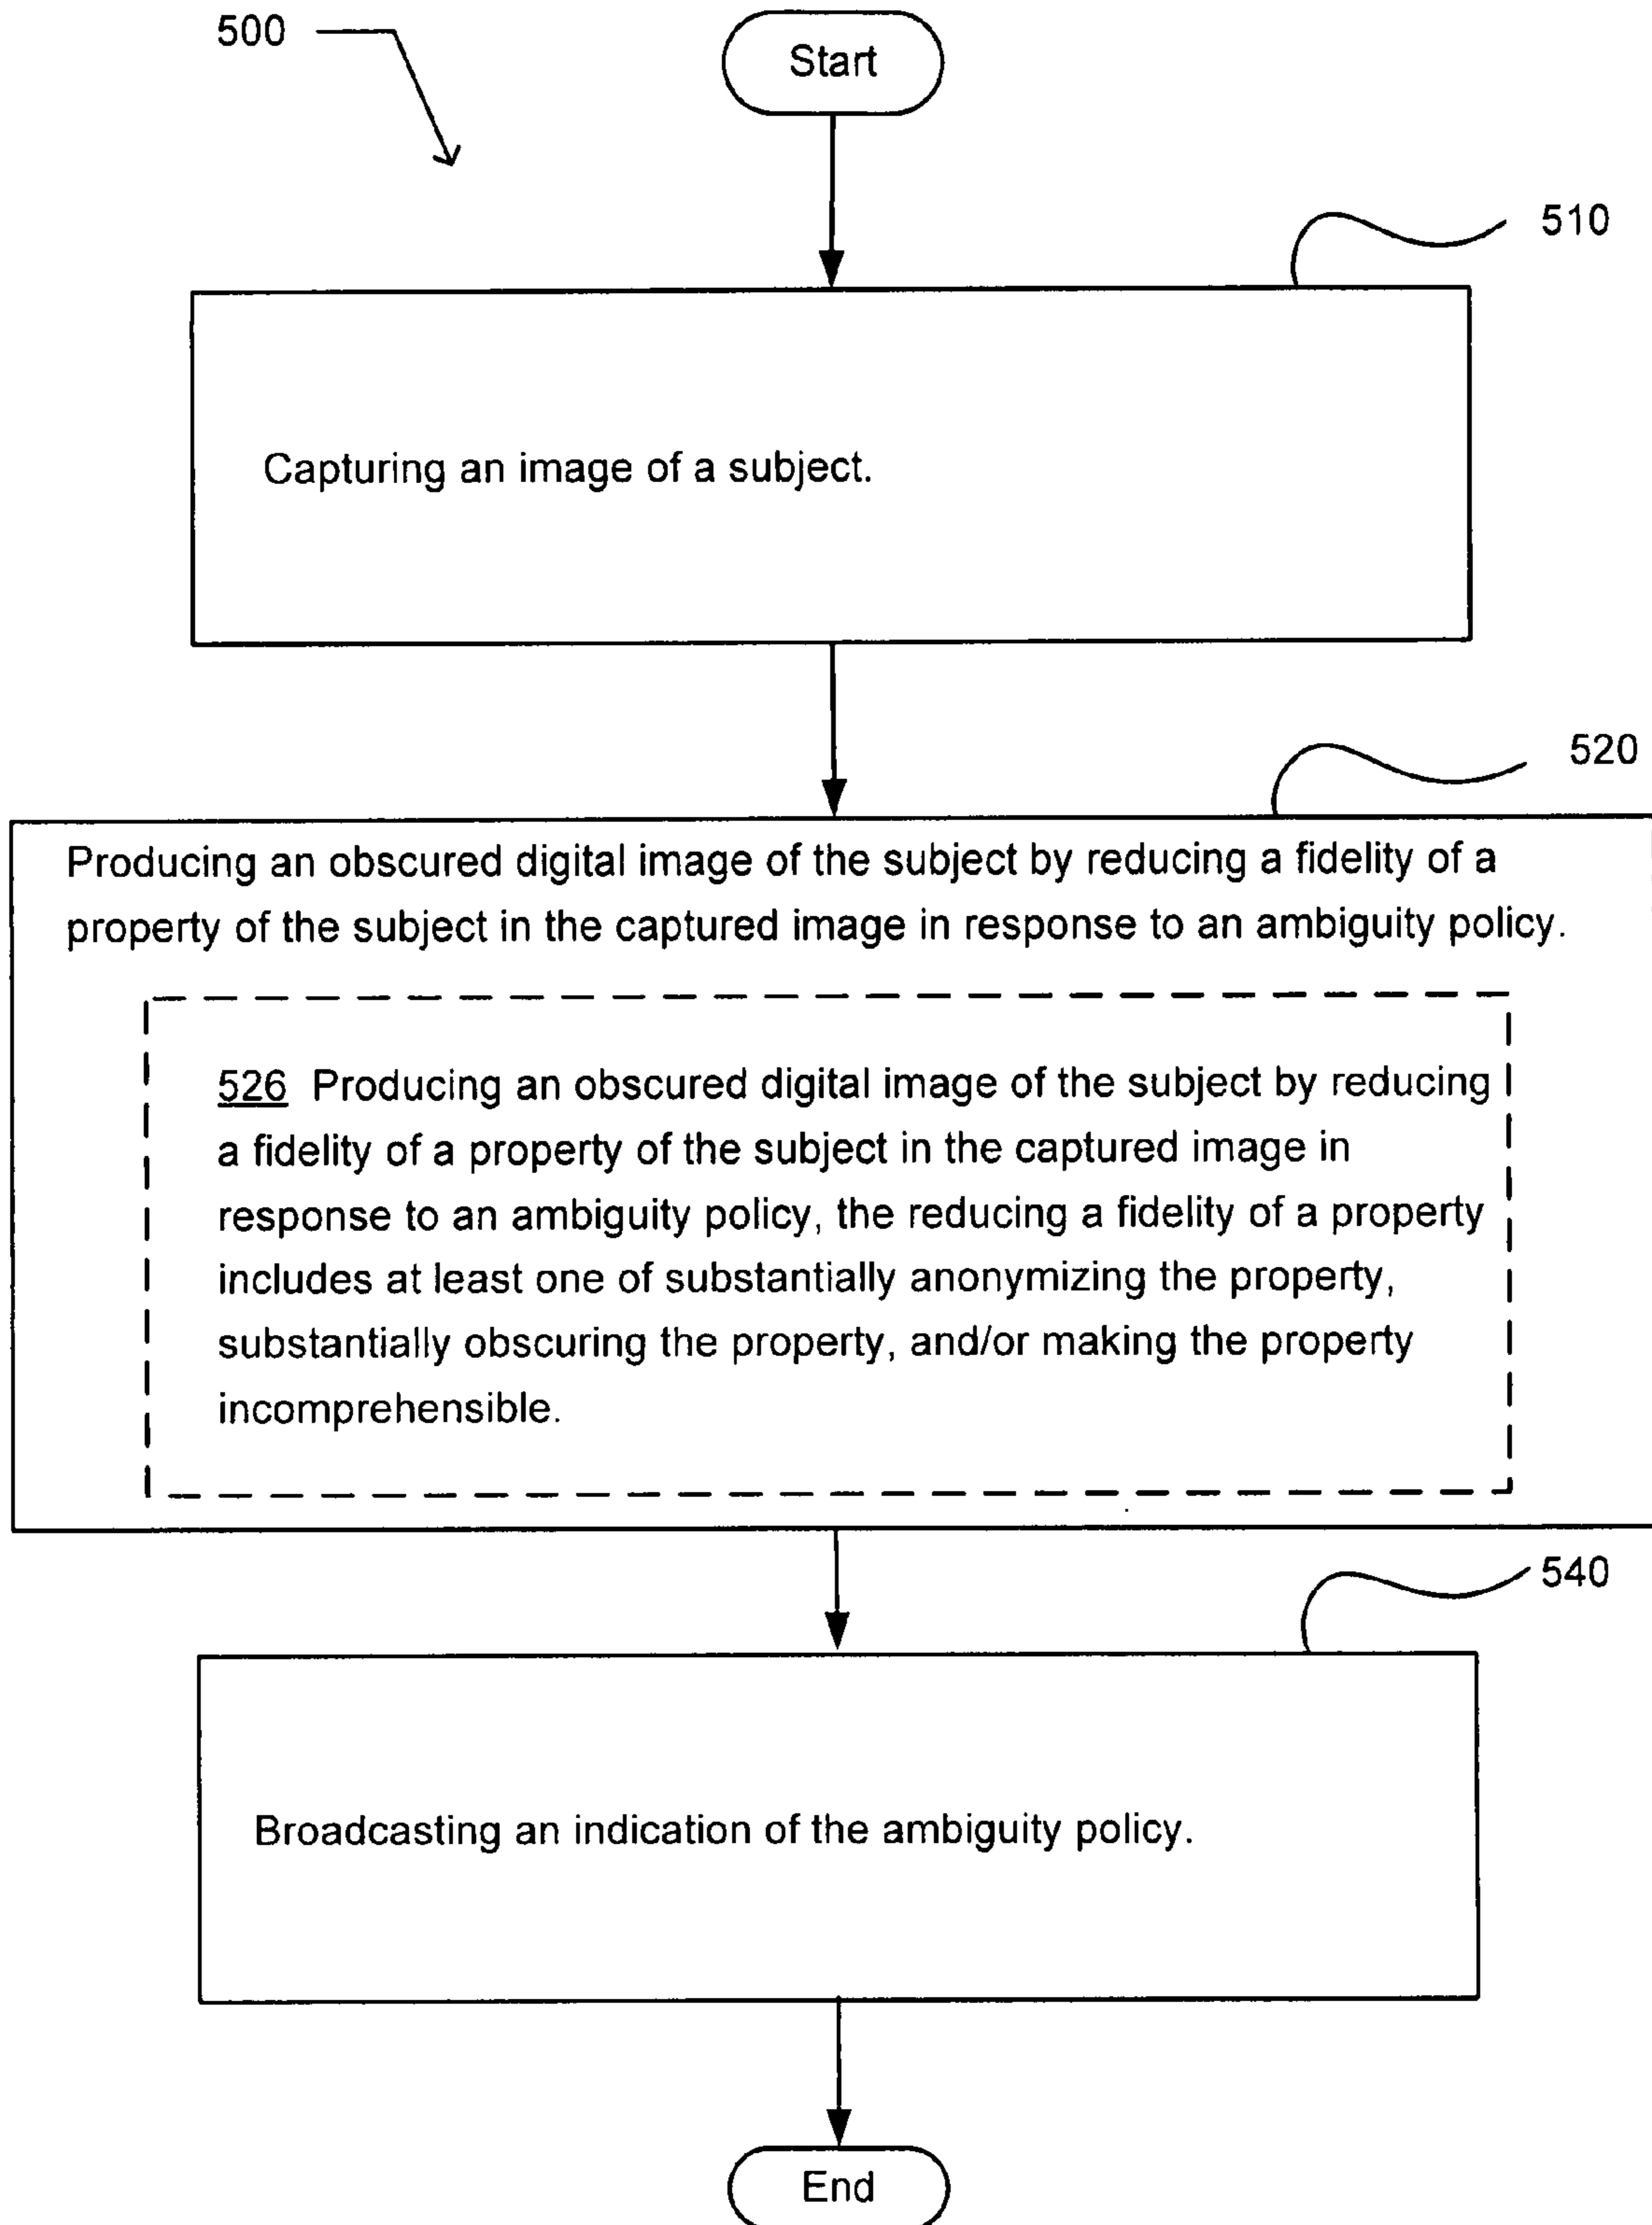 500
Start
510
Capturing an image of a subject.
520
Producing an obscured digital image of the subject by reducing a fidelity of a
property of the subject in the captured image in response to an ambiguity policy.
526 Producing an obscured digital image of the subject by reducing
a fidelity of a property of the subject in the captured image in
response to an ambiguity policy, the reducing a fidelity of a property
includes at least one of substantially anonymizing the property,
substantially obscuring the property, and/or making the property
incomprehensible.
540
Broadcasting an indication of the ambiguity policy.
End